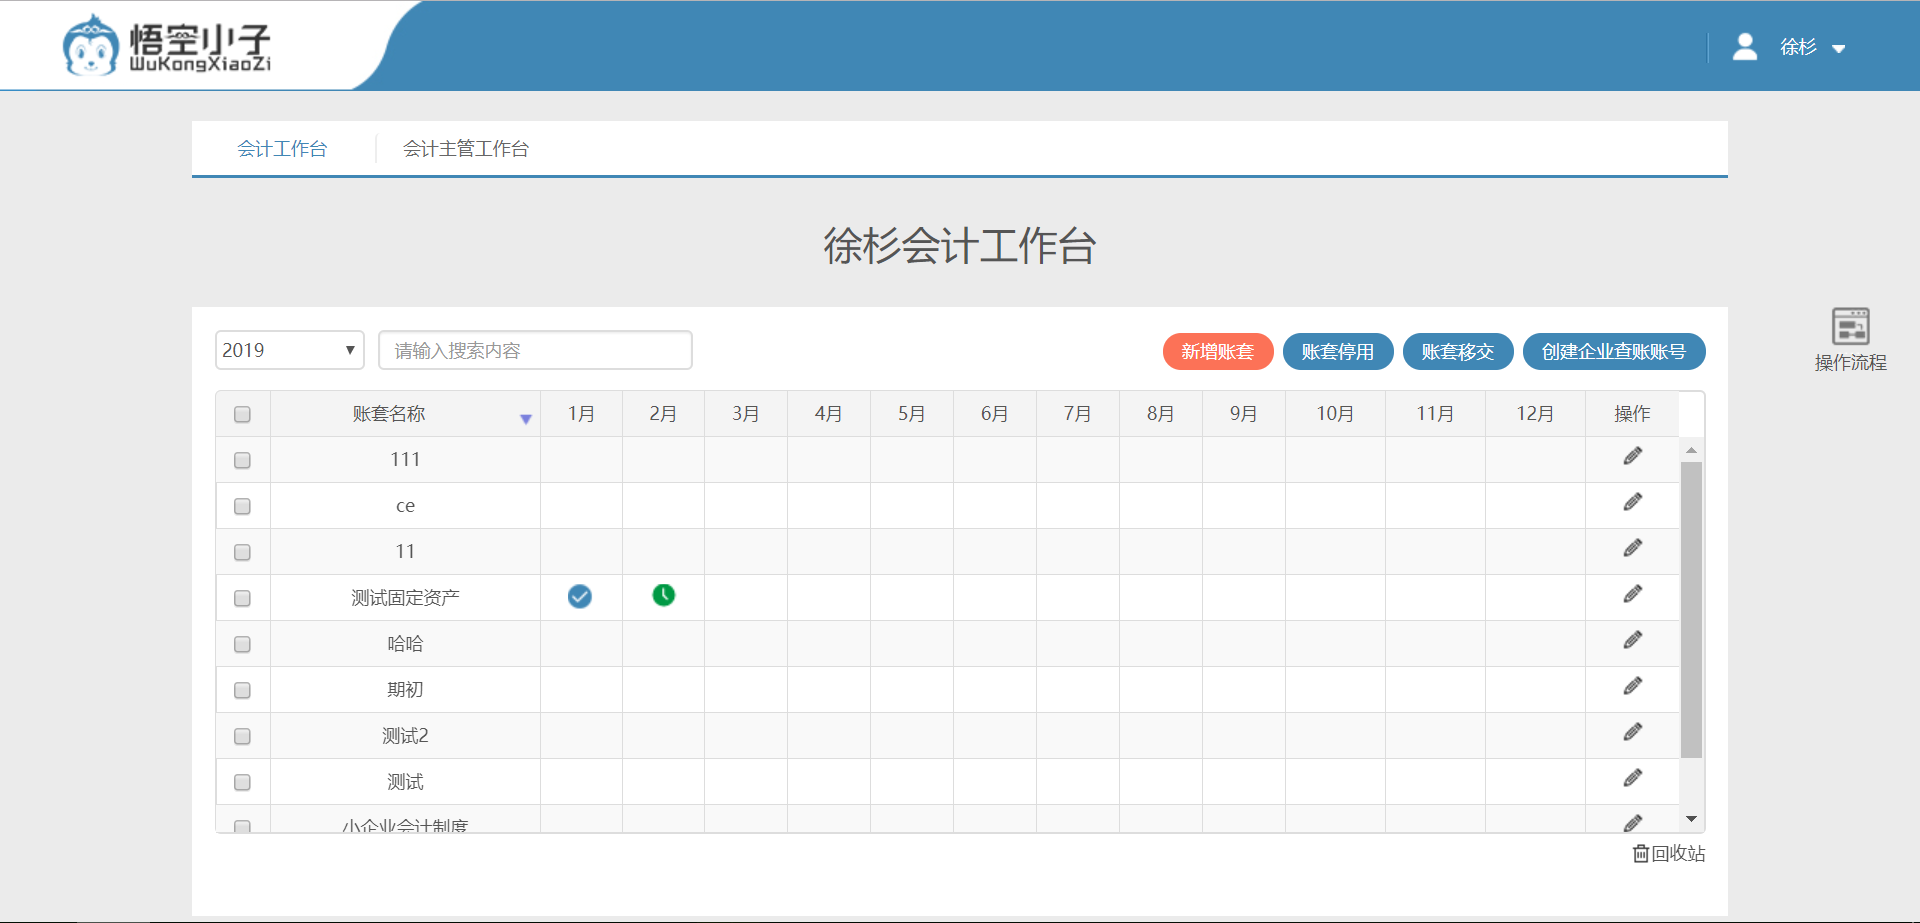 悟空小子
WuKongXiaoZi
徐杉
会计工作台 会计主管工作台
徐杉会计工作台
操作流程
2019 请输入搜索内容 新增账套 账套停用 账套移交 创建企业查账账号
账套名称 1月 2月 3月 4月 5月 6月 7月 8月 9月 10月 11月 12月 操作
111
ce
11
测试固定资产
哈哈
期初
测试2
测试
小企业会计制度
回收站